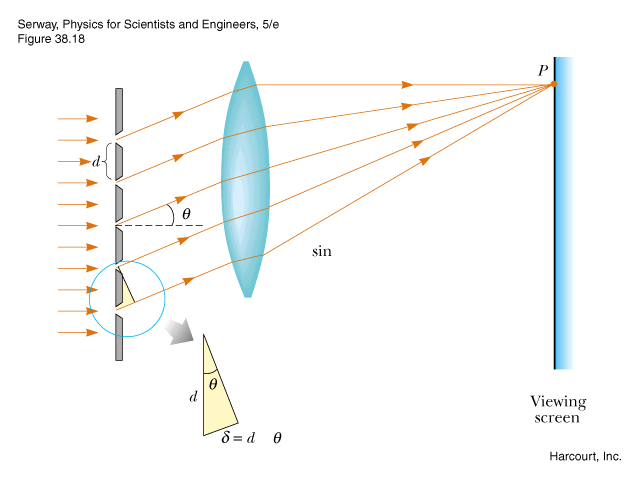 Serway, Physics for Scientists and Engineers, 5/e
Figure 38.18
P
d
θ
sin
θ
d
δ = d θ
Viewing
screen
Harcourt, Inc.